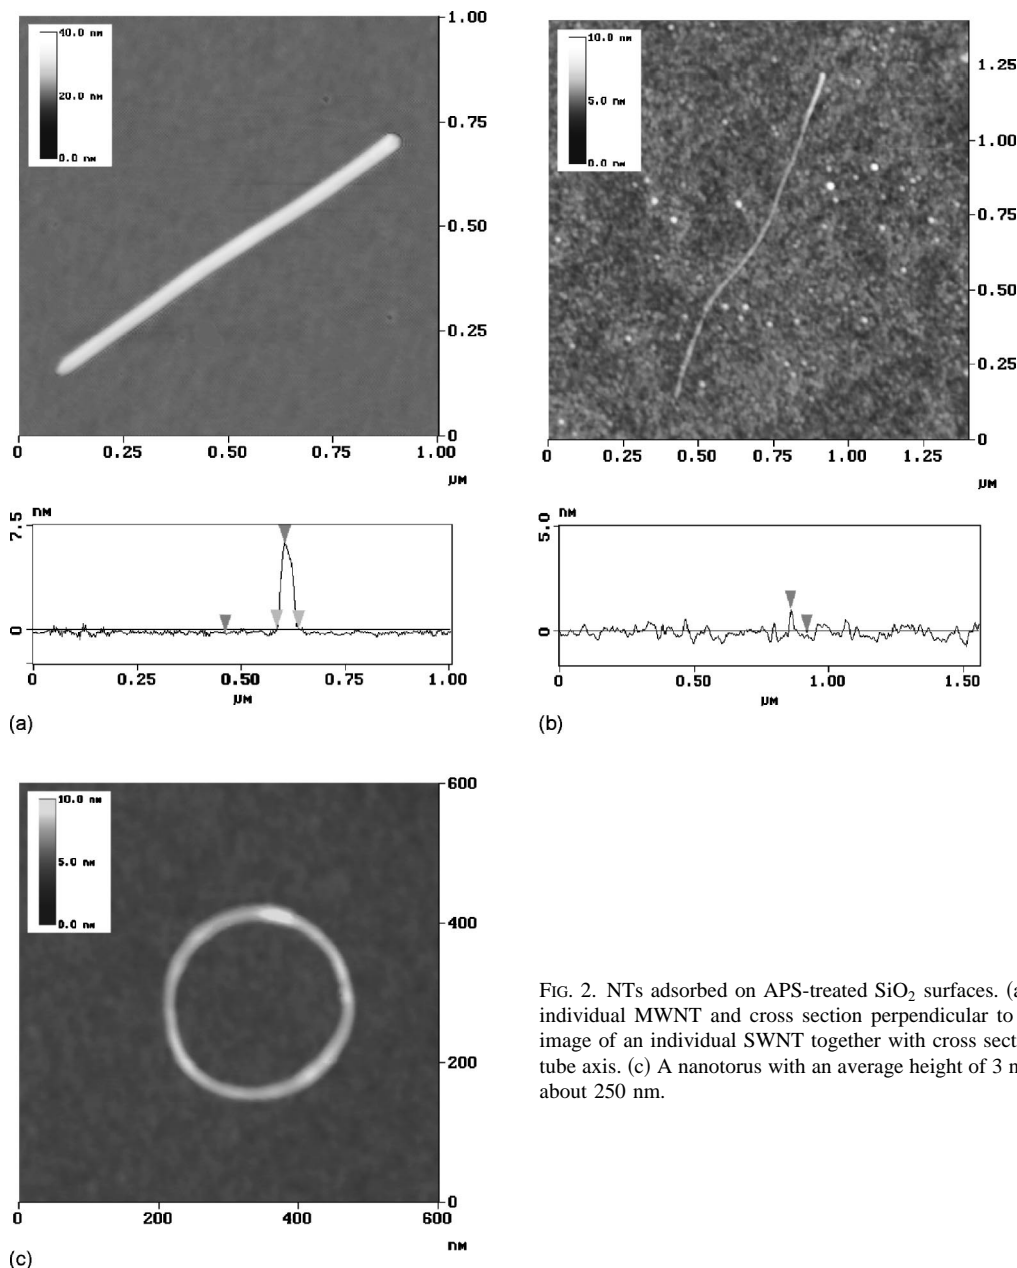 40.0 nm
20.0 nm
0.0 nm
1.00
0.75
0.50
0.25
0
0 0.25 0.50 0.75 1.00
μM
nm
7.5
0
0 0.25 0.50 0.75 1.00
μM
(a)
10.0 nm
5.0 nm
0.0 nm
1.25
1.00
0.75
0.50
0.25
0
0 0.25 0.50 0.75 1.00 1.25
μM
nm
5.0
0
0 0.50 1.00 1.50
μM
(b)
10.0 nm
5.0 nm
0.0 nm
600
400
200
0
0 200 400 600
nm
(c)
FIG. 2. NTs adsorbed on APS-treated SiO₂ surfaces. (a
individual MWNT and cross section perpendicular to
image of an individual SWNT together with cross secti
tube axis. (c) A nanotorus with an average height of 3 n
about 250 nm.